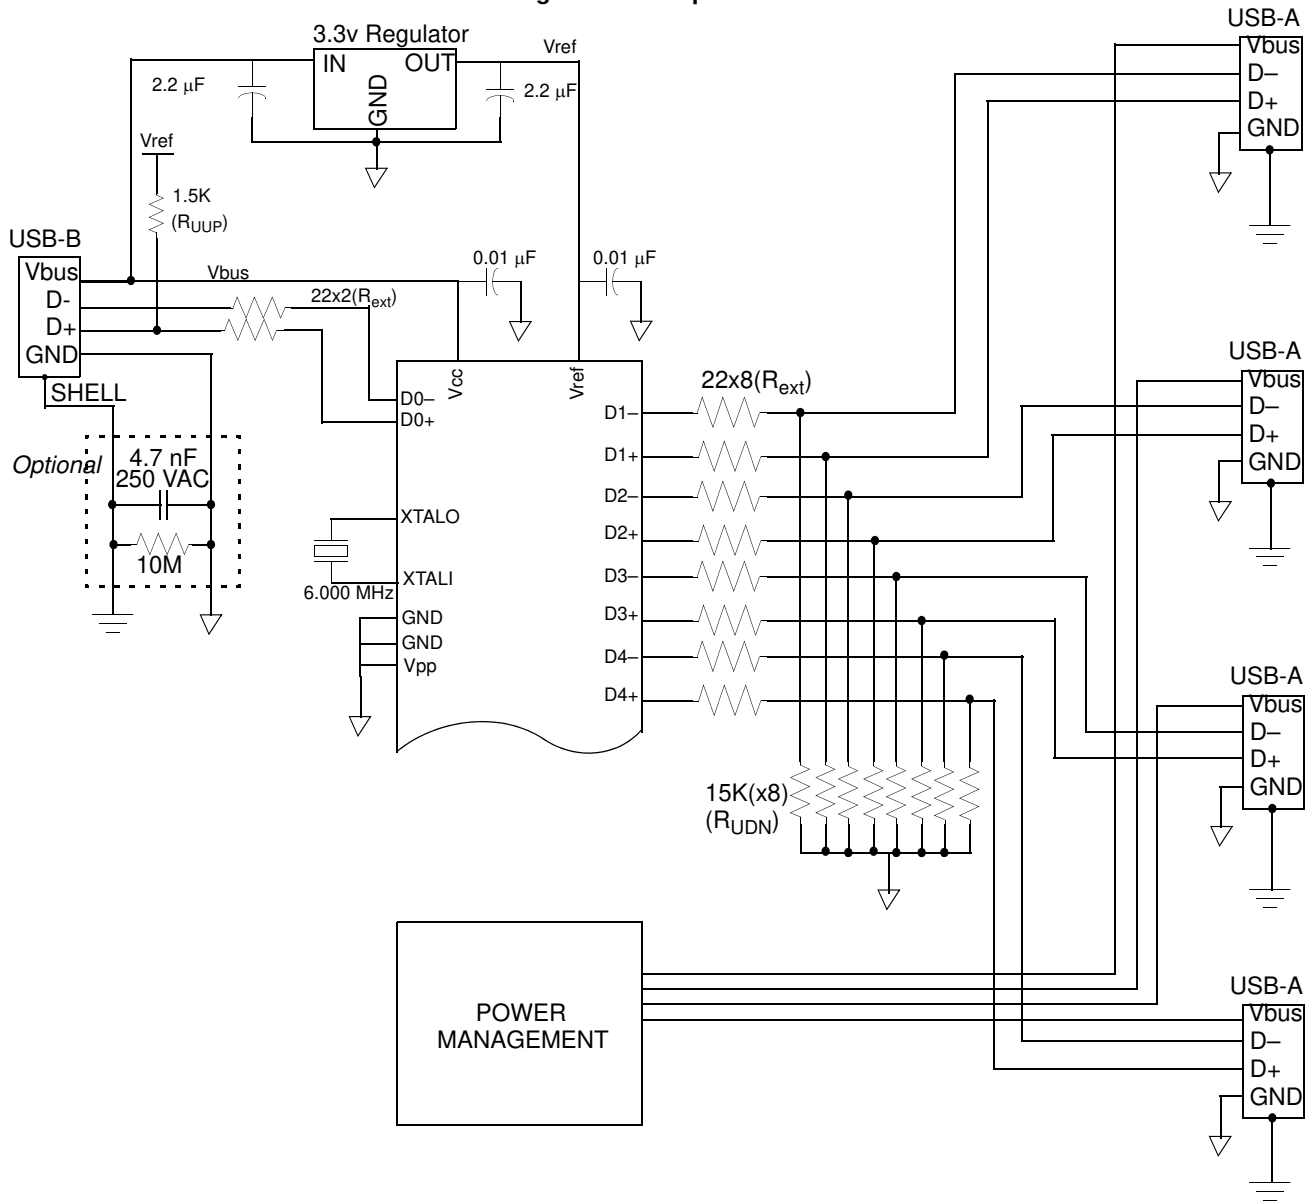 USB-A
3.3v Regulator
Vref
Vbus
IN
OUT
D–
2.2 µF
GND
2.2 µF
D+
GND
Vref
1.5K
(RUUP)
USB-B
Vbus
Vbus
0.01 µF
0.01 µF
D-
22x2(Rext)
D+
GND
SHELL
Vcc
Vref
D0–
D0+
22x8(Rext)
D1–
D1+
D2–
D2+
D3–
D3+
D4–
D4+
USB-A
Vbus
D–
D+
GND
Optional
4.7 nF
250 VAC
10M
XTALO
XTALI
6.000 MHz
GND
GND
Vpp
USB-A
Vbus
D–
D+
GND
15K(x8)
(RUDN)
POWER
MANAGEMENT
USB-A
Vbus
D–
D+
GND